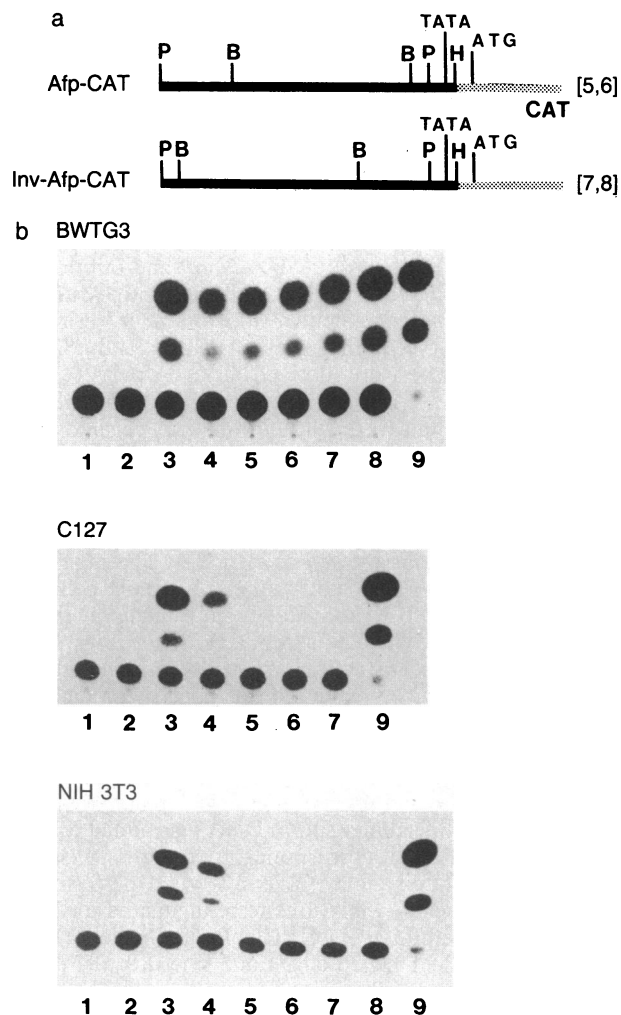 a
TATA
P B B P H ATG
Afp-CAT [5,6]
CAT
TATA
P B B P H ATG
Inv-Afp-CAT [7,8]
b BWTG3
1 2 3 4 5 6 7 8 9
C127
1 2 3 4 5 6 7 9
NIH 3T3
1 2 3 4 5 6 7 8 9